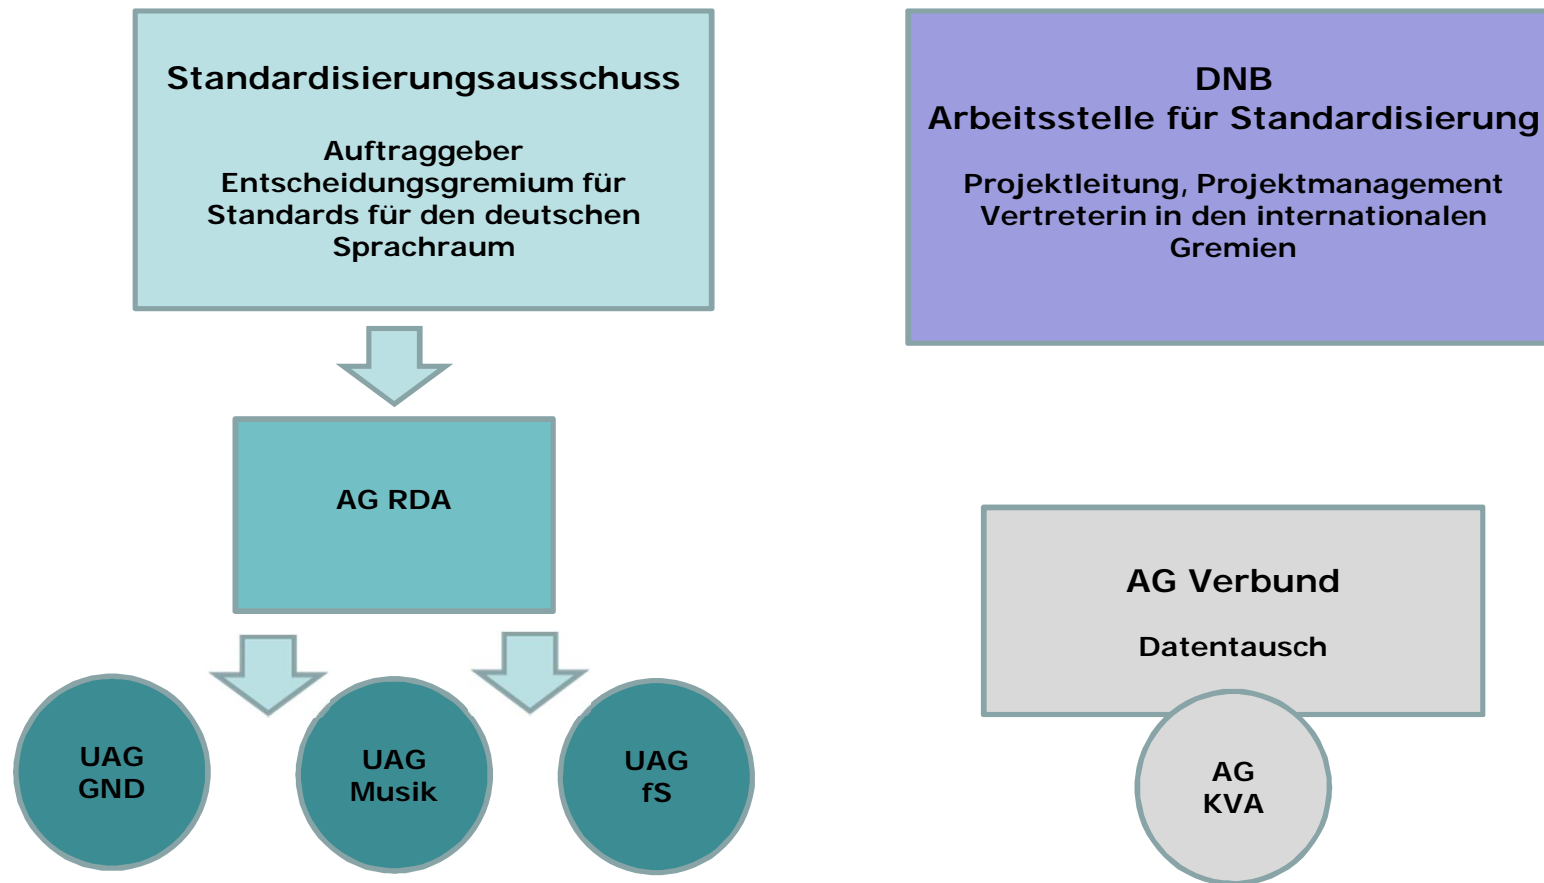 Standardisierungsausschuss
Auftraggeber
Entscheidungsgremium für
Standards für den deutschen
Sprachraum
DNB
Arbeitsstelle für Standardisierung
Projektleitung, Projektmanagement
Vertreterin in den internationalen
Gremien
AG RDA
AG Verbund
Datentausch
UAG
GND
UAG
Musik
UAG
fS
AG
KVA